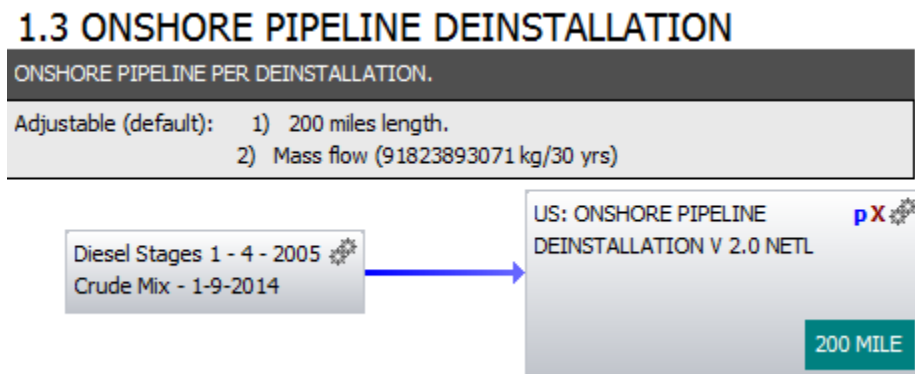 1.3 ONSHORE PIPELINE DEINSTALLATION
ONSHORE PIPELINE PER DEINSTALLATION.
Adjustable (default): 1) 200 miles length.
2) Mass flow (91823893071 kg/30 yrs)
US: ONSHORE PIPELINE pX
DEINSTALLATION V 2.0 NETL
Diesel Stages 1 - 4 - 2005
Crude Mix - 1-9-2014
200 MILE